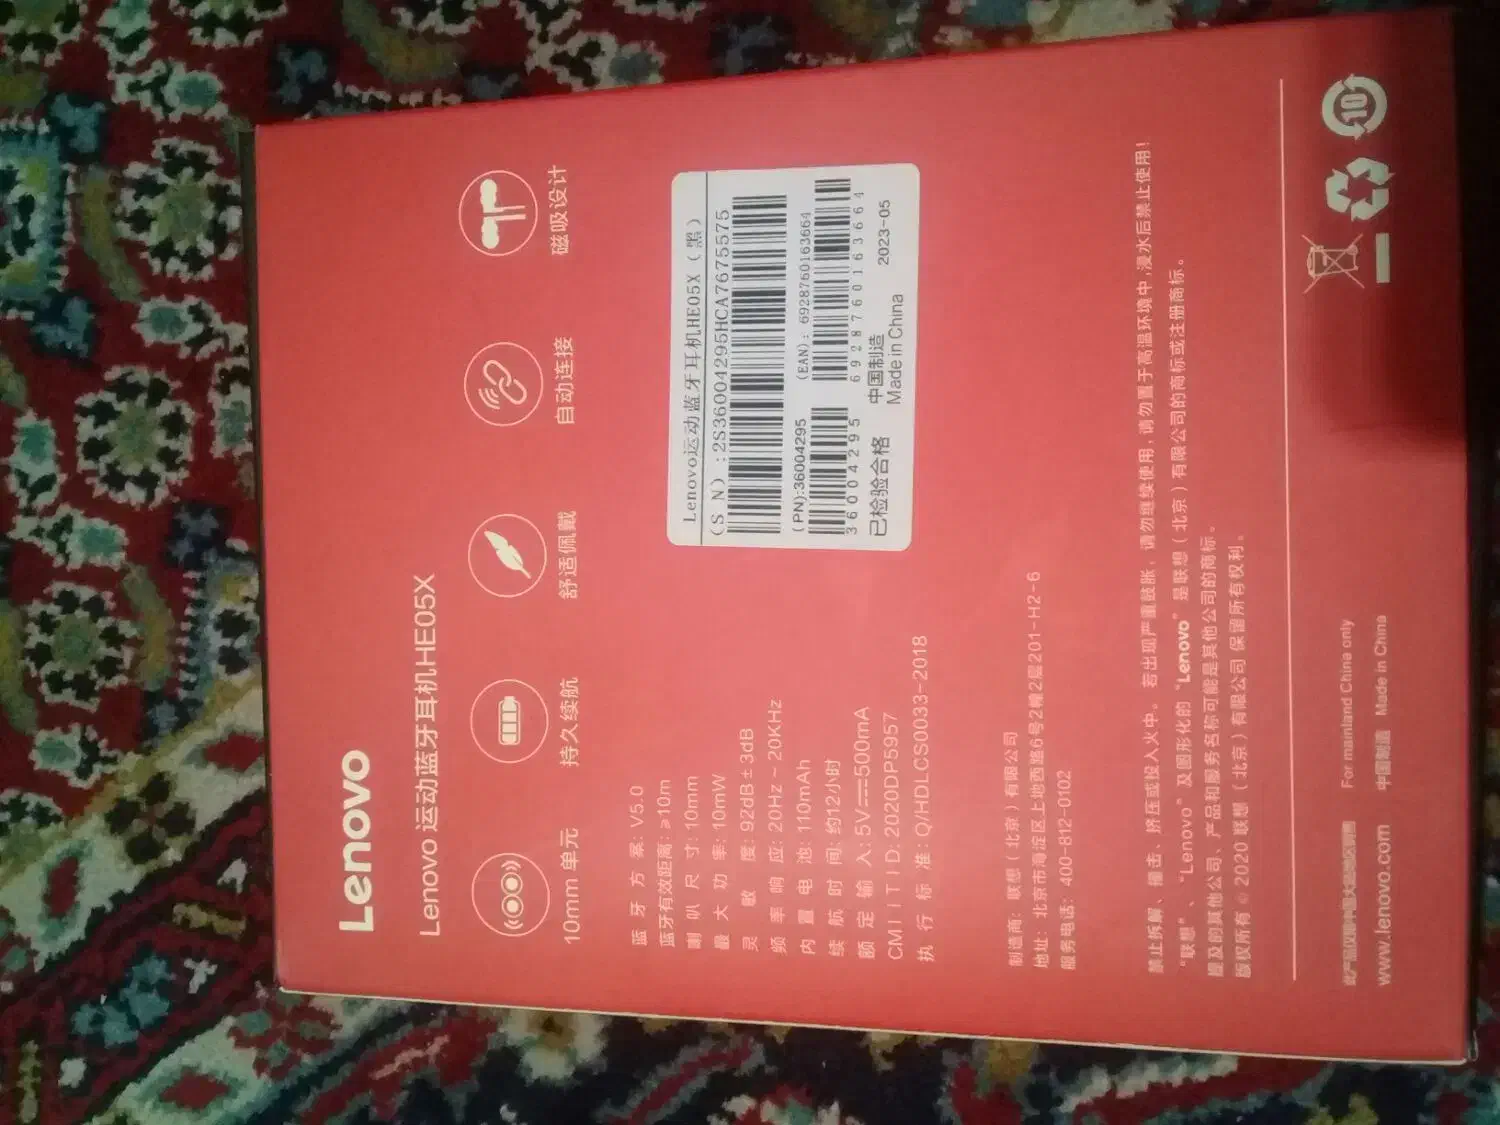 Lenovo
Lenovo 运动蓝牙耳机HE05X
10mm 单元
持久续航
舒适佩戴
自动连接
磁吸设计
蓝牙方案: V5.0
蓝牙有效距离: ≥10m
喇叭尺寸: 10mm
最大功率: 10mW
灵敏度: 92dB±3dB
频率响应: 20Hz~20KHz
内置电池: 110mAh
续航时间: 约12小时
额定输入: 5V⎓500mA
CMIIT ID: 2020DP5957
执行标准: Q/HDLCS0033-2018
Lenovo运动蓝牙耳机HE05X (黑)
(S N) :2S36004295HCA7675575
(PN):36004295
(EAN): 6928760163664
36004295
6928760163664
已检验合格
中国制造
Made in China
2023-05
制造商: 联想 (北京) 有限公司
地址: 北京市海淀区上地西路6号2幢2层201-H2-6
服务电话: 400-812-0102
禁止拆解、撞击、挤压或投入火中。若出现严重鼓胀, 请勿继续使用, 请勿置于高温环境中, 浸水后禁止使用!
"联想"、"Lenovo" 及图形化的 "Lenovo" 是联想 (北京) 有限公司的商标或注册商标。
提及的其他公司、产品和服务名称可能是其他公司的商标。
版权所有 © 2020 联想 (北京) 有限公司 保留所有权利。
此产品仅限中国大陆地区销售
For mainland China only
www.lenovo.com
中国制造 Made in China
10